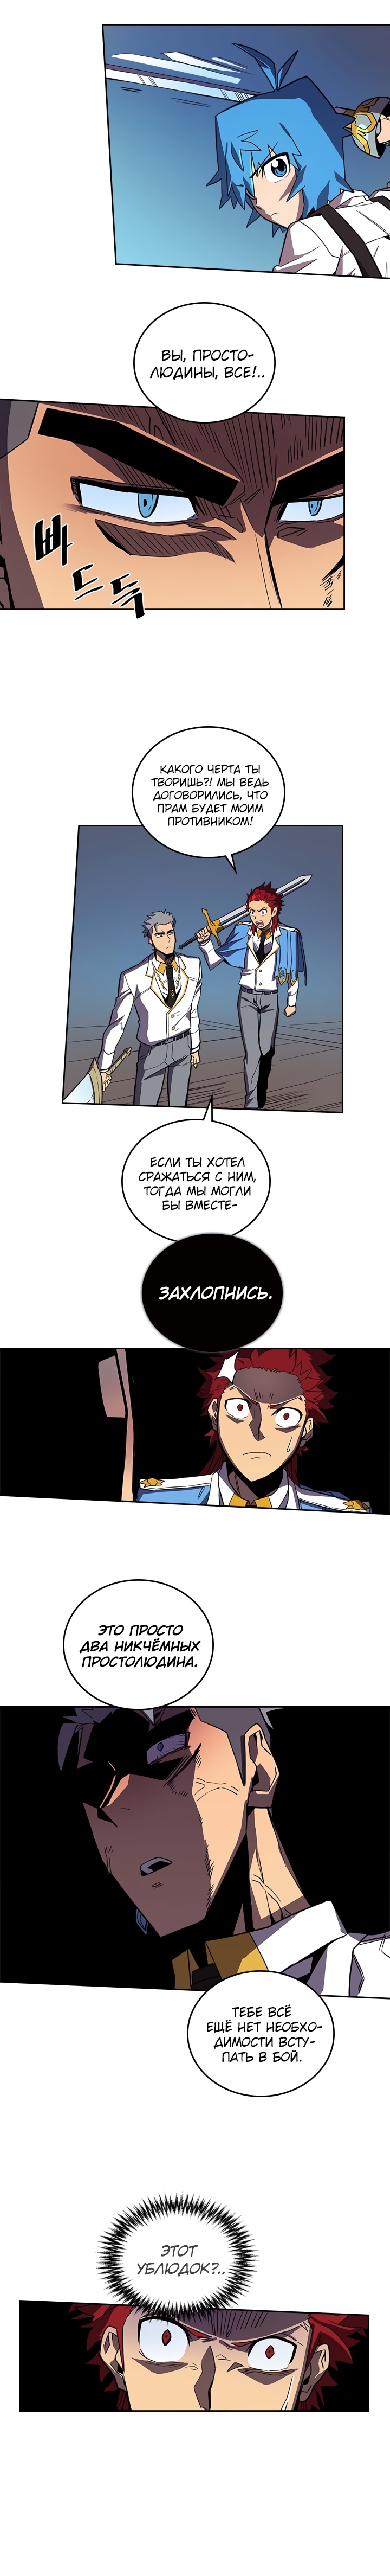 ВЫ, ПРОСТО-
ЛЮДИНЫ, ВСЕ!..
빠
드
득
КАКОГО ЧЕРТА ТЫ
ТВОРИШЬ?! МЫ ВЕДЬ
ДОГОВОРИЛИСЬ, ЧТО
ПРАМ БУДЕТ МОИМ
ПРОТИВНИКОМ!
ЕСЛИ ТЫ ХОТЕЛ
СРАЖАТЬСЯ С НИМ,
ТОГДА МЫ МОГЛИ
БЫ ВМЕСТЕ-
ЗАХЛОПНИСЬ.
ЭТО ПРОСТО
ДВА НИКЧЁМНЫХ
ПРОСТОЛЮДИНА.
ТЕБЕ ВСЁ
ЕЩЁ НЕТ НЕОБХО-
ДИМОСТИ ВСТУ-
ПАТЬ В БОЙ.
ЭТОТ
УБЛЮДОК?..